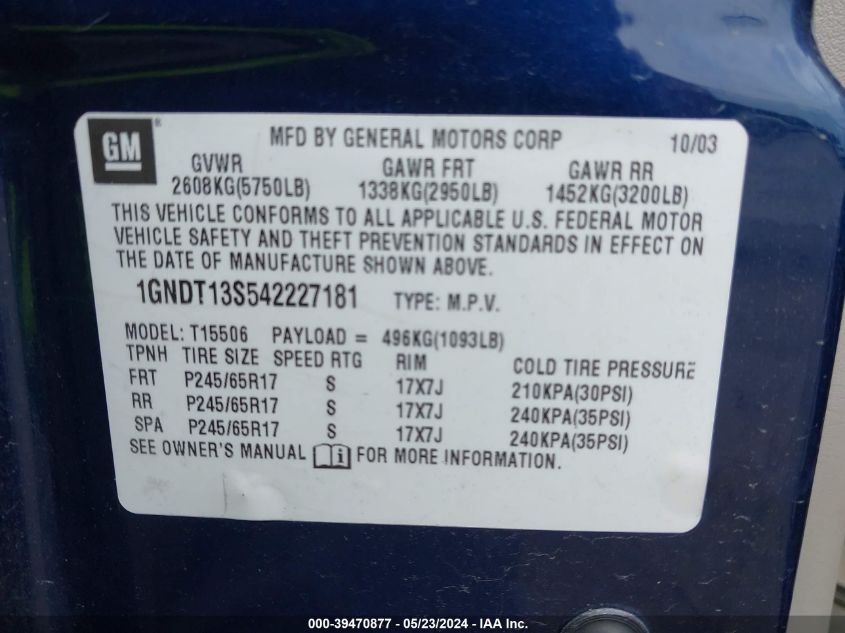 GM® MFD BY GENERAL MOTORS CORP 10/03
GVWR GAWR FRT GAWR RR
2608KG(5750LB) 1338KG(2950LB) 1452KG(3200LB)
THIS VEHICLE CONFORMS TO ALL APPLICABLE U.S. FEDERAL MOTOR
VEHICLE SAFETY AND THEFT PREVENTION STANDARDS IN EFFECT ON
THE DATE OF MANUFACTURE SHOWN ABOVE.
1GNDT13S542227181 TYPE: M.P.V.
MODEL: T15506 PAYLOAD = 496KG(1093LB)
TPNH TIRE SIZE SPEED RTG RIM COLD TIRE PRESSURE
FRT P245/65R17 S 17X7J 210KPA(30PSI)
RR P245/65R17 S 17X7J 240KPA(35PSI)
SPA P245/65R17 S 17X7J 240KPA(35PSI)
SEE OWNER'S MANUAL i FOR MORE INFORMATION.
000-39470877 - 05/23/2024 - IAA Inc.